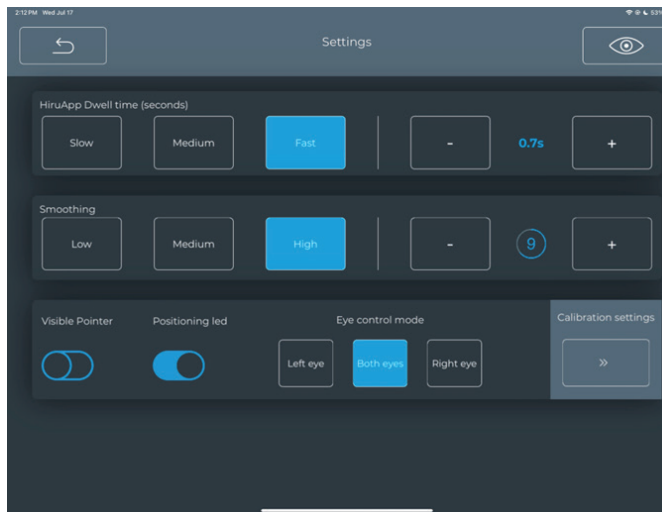 2:12 PM Wed Jul 17 53%
Settings
HiruApp Dwell time (seconds)
Slow Medium Fast - 0.7s +
Smoothing
Low Medium High - 9 +
Visible Pointer Positioning led Eye control mode Calibration settings
Left eye Both eyes Right eye »